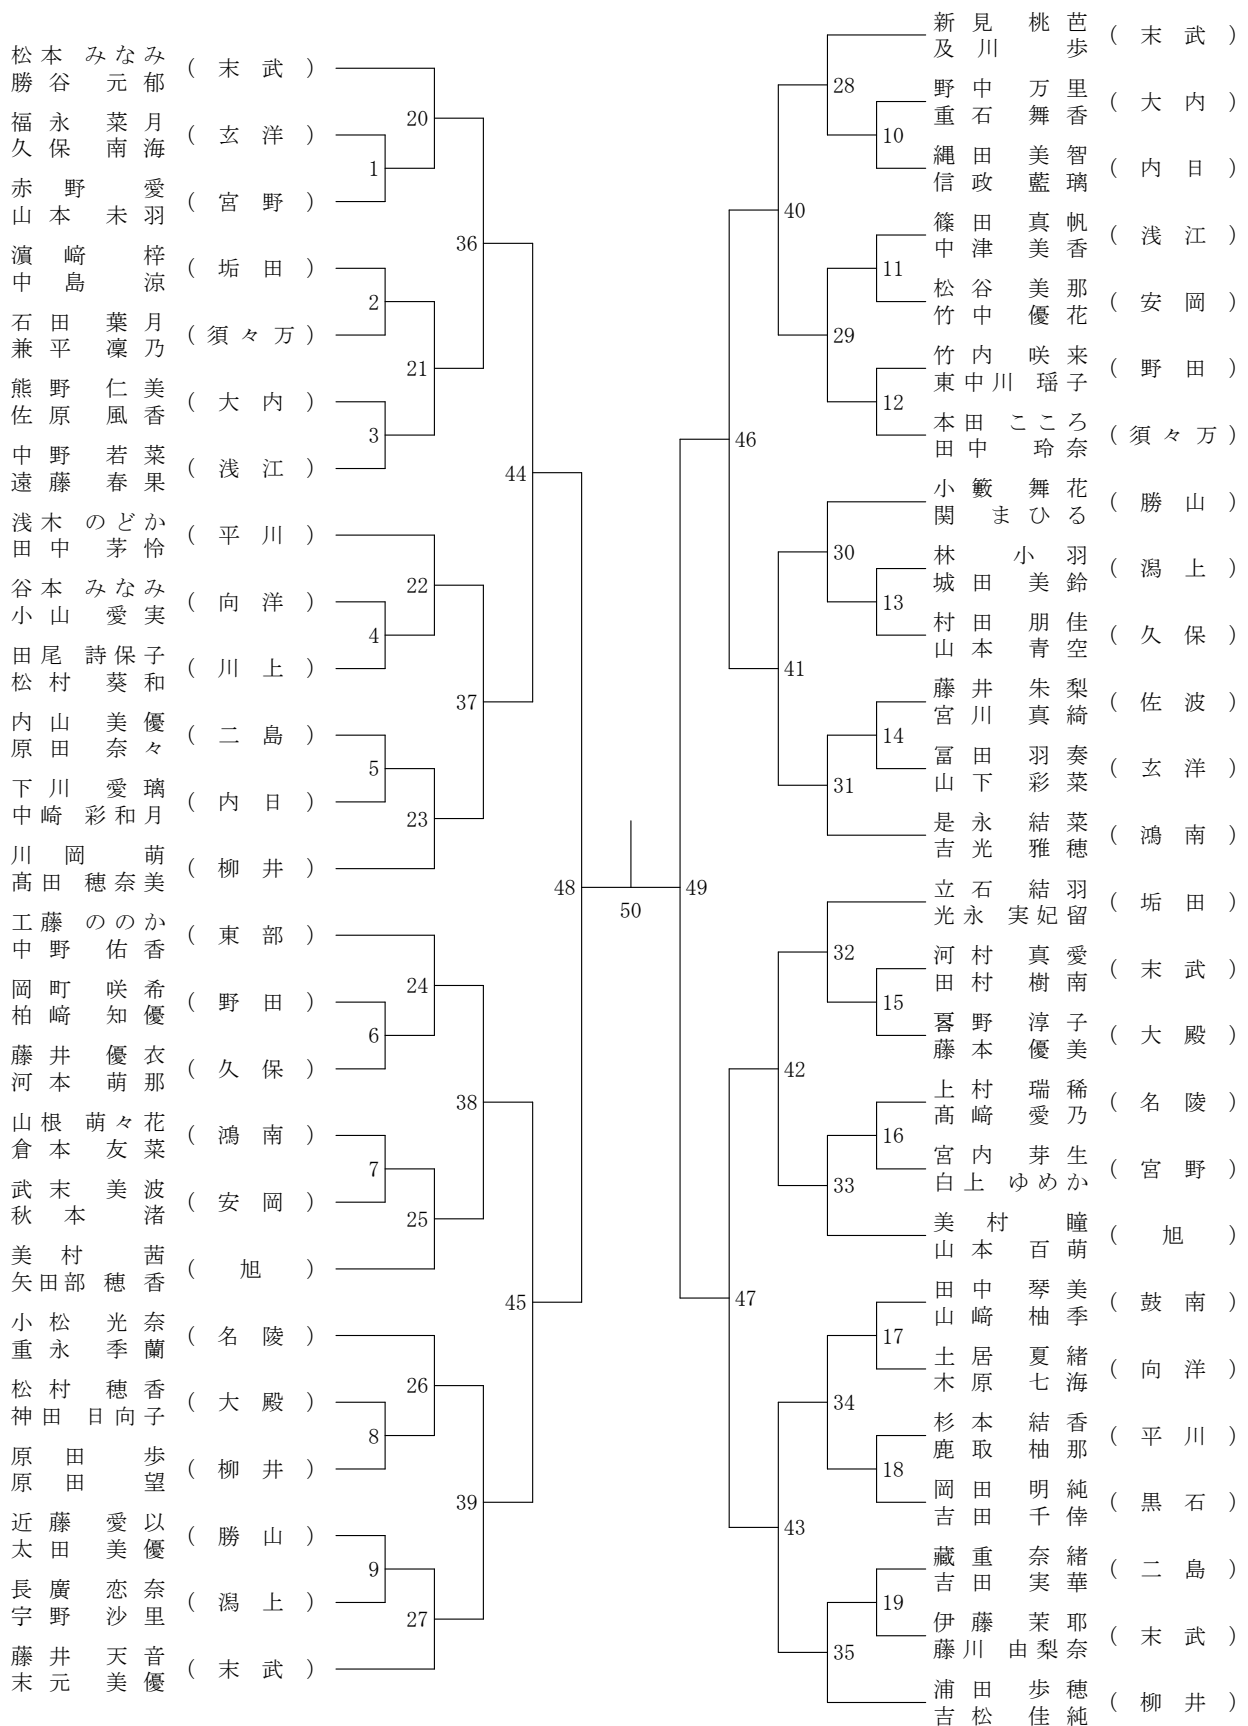 松本 みなみ
勝谷 元郁
(末武)
福永 菜月
久保 南海
(玄洋)
赤野 愛
山本 未羽
(宮野)
濵﨑 梓
中島 涼
(垢田)
石田 葉月
兼平 凜乃
(須々万)
熊野 仁美
佐原 風香
(大内)
中野 若菜
遠藤 春果
(浅江)
浅木 のどか
田中 茅怜
(平川)
谷本 みなみ
小山 愛実
(向洋)
田尾 詩保子
松村 葵和
(川上)
内山 美優
原田 奈々
(二島)
下川 愛璃
中崎 彩和月
(内日)
川岡 萌
髙田 穂奈美
(柳井)
工藤 ののか
中野 佑香
(東部)
岡町 咲希
柏﨑 知優
(野田)
藤井 優衣
河本 萌那
(久保)
山根 萌々花
倉本 友菜
(鴻南)
武末 美波
秋本 渚
(安岡)
美村 茜
矢田部 穂香
(旭)
小松 光奈
重永 季蘭
(名陵)
松村 穂香
神田 日向子
(大殿)
原田 歩
原田 望
(柳井)
近藤 愛以
太田 美優
(勝山)
長廣 恋奈
宇野 沙里
(潟上)
藤井 天音
末元 美優
(末武)
20
1
36
2
21
3
44
22
4
37
5
23
48
24
6
38
7
25
45
26
8
39
9
27
50
49
28
10
40
11
29
12
46
30
13
41
14
31
32
15
42
16
33
47
17
34
18
43
19
35
新見 桃芭
及川 歩
(末武)
野中 万里
重石 舞香
(大内)
縄田 美智
信政 藍璃
(内日)
篠田 真帆
中津 美香
(浅江)
松谷 美那
竹中 優花
(安岡)
竹内 咲来
東中川 瑶子
(野田)
本田 こころ
田中 玲奈
(須々万)
小籔 舞花
関 まひる
(勝山)
林 小羽
城田 美鈴
(潟上)
村田 朋佳
山本 青空
(久保)
藤井 朱梨
宮川 真綺
(佐波)
冨田 羽奏
山下 彩菜
(玄洋)
是永 結菜
吉光 雅穂
(鴻南)
立石 結羽
光永 実妃留
(垢田)
河村 真愛
田村 樹南
(末武)
野 淳子
藤本 優美
(大殿)
上村 瑞稀
髙﨑 愛乃
(名陵)
宮内 芽生
白上 ゆめか
(宮野)
美村 瞳
山本 百萌
(旭)
田中 琴美
山﨑 柚季
(鼓南)
土居 夏緒
木原 七海
(向洋)
杉本 結香
鹿取 柚那
(平川)
岡田 明純
吉田 千倖
(黒石)
藏重 奈緒
吉田 実華
(二島)
伊藤 茉耶
藤川 由梨奈
(末武)
浦田 歩穂
吉松 佳純
(柳井)